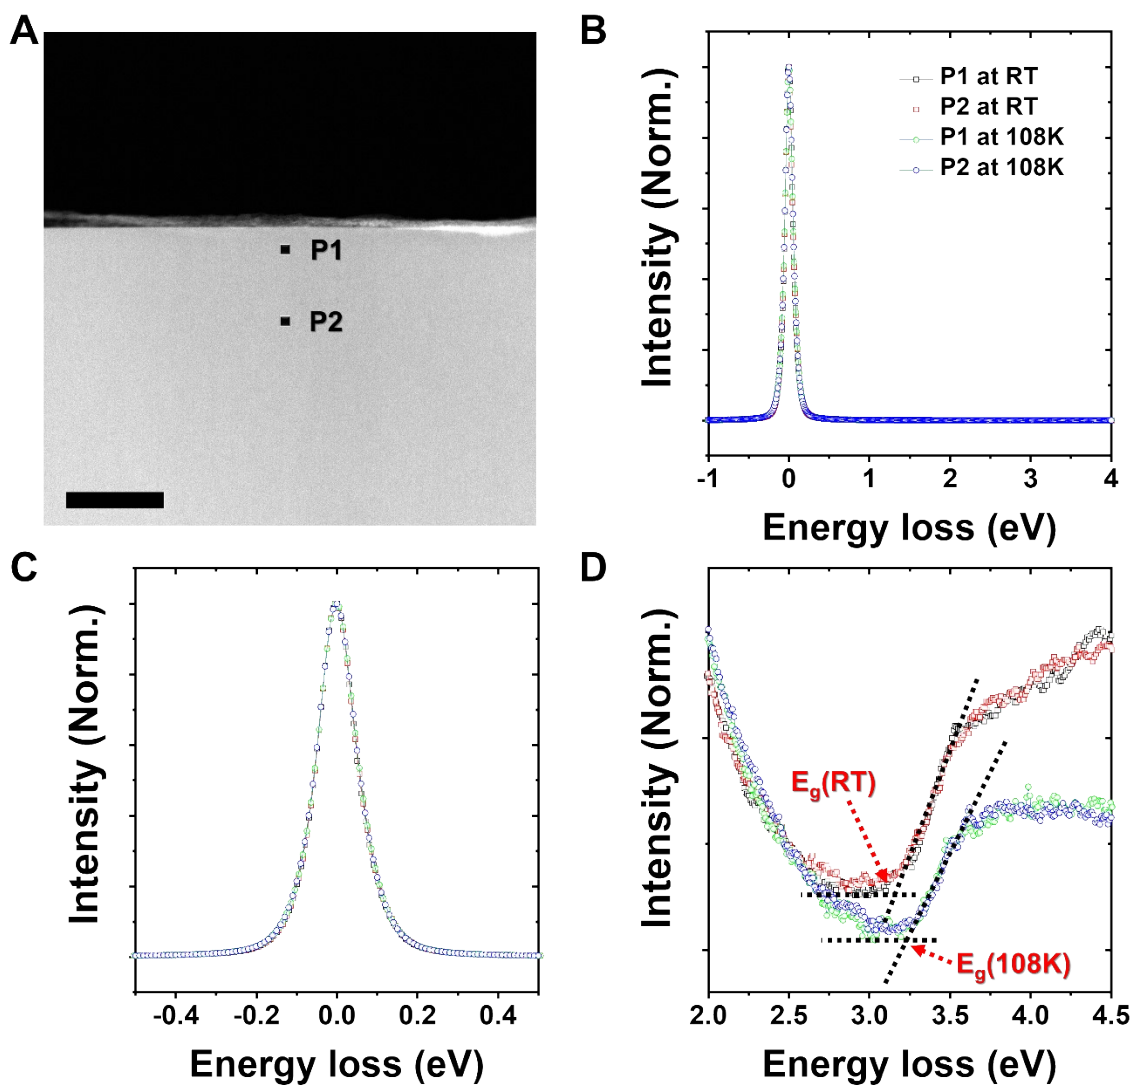 A
P1
P2
B
Intensity (Norm.)
P1 at RT
P2 at RT
P1 at 108K
P2 at 108K
-1 0 1 2 3 4
Energy loss (eV)
C
Intensity (Norm.)
-0.4 -0.2 0.0 0.2 0.4
Energy loss (eV)
D
Intensity (Norm.)
Eg(RT)
Eg(108K)
2.0 2.5 3.0 3.5 4.0 4.5
Energy loss (eV)